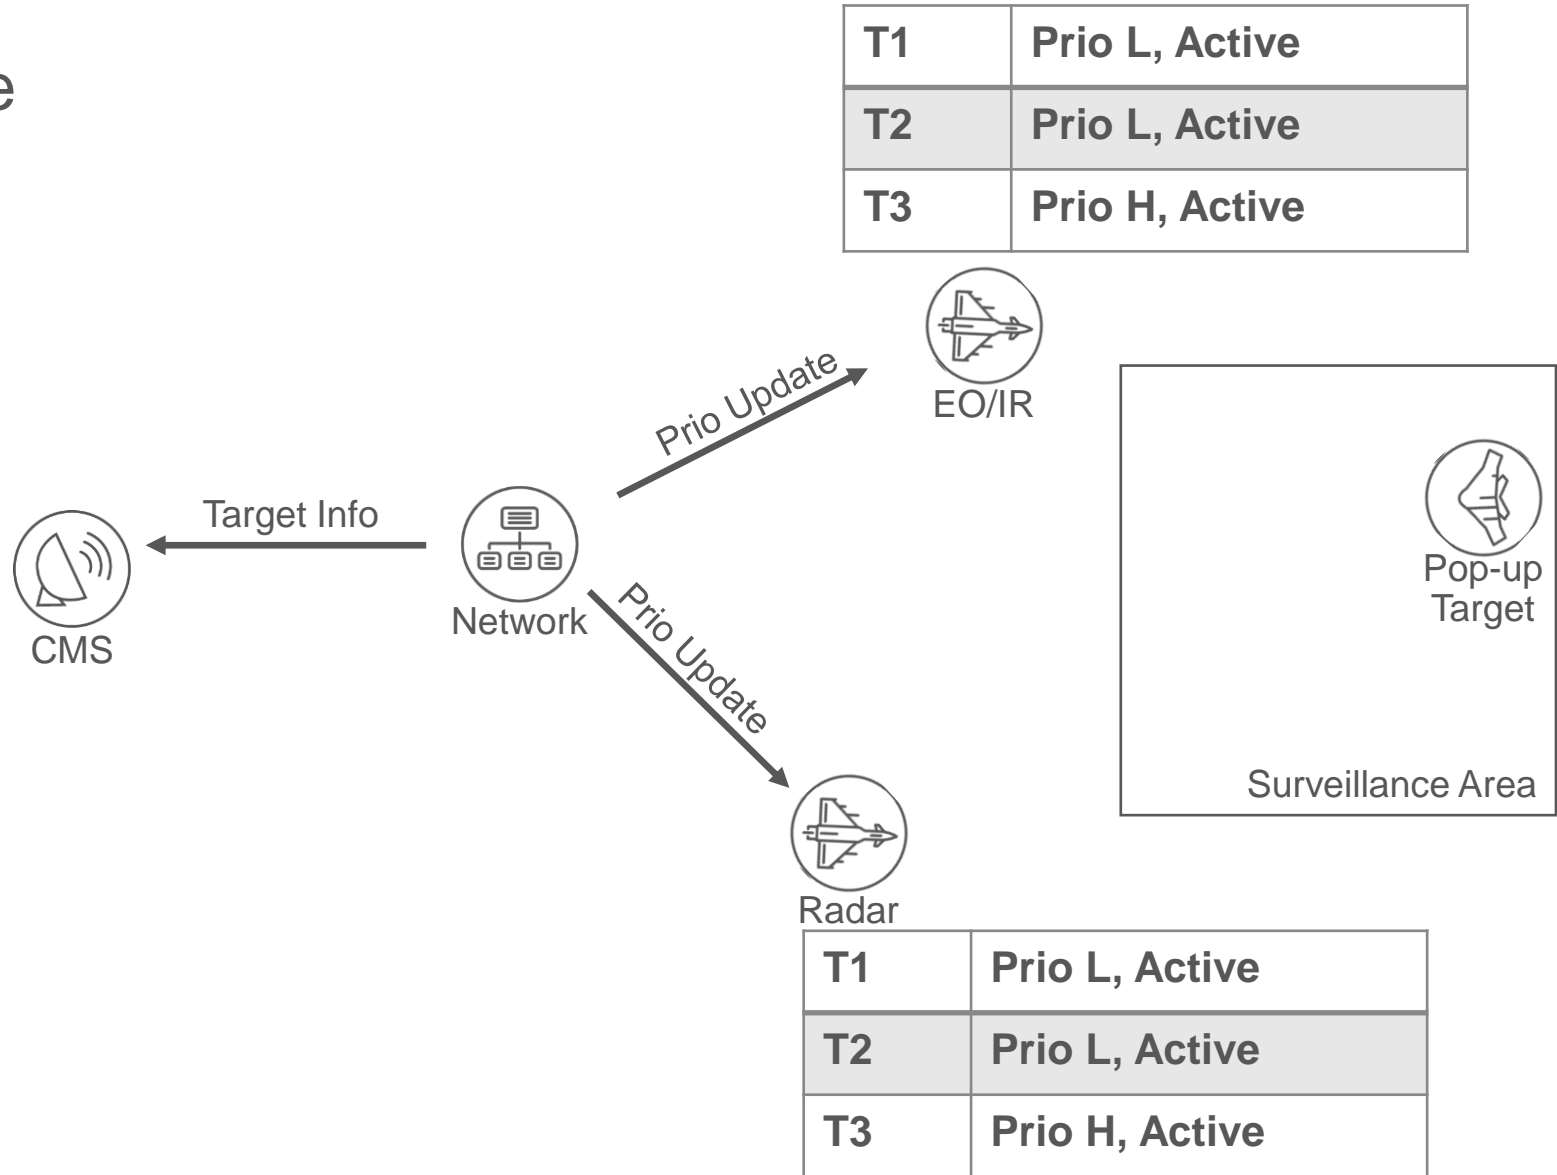 e
T1 Prio L, Active
T2 Prio L, Active
T3 Prio H, Active
EO/IR
Prio Update
Target Info
CMS
Network
Prio Update
Pop-up
Target
Surveillance Area
Radar
T1 Prio L, Active
T2 Prio L, Active
T3 Prio H, Active